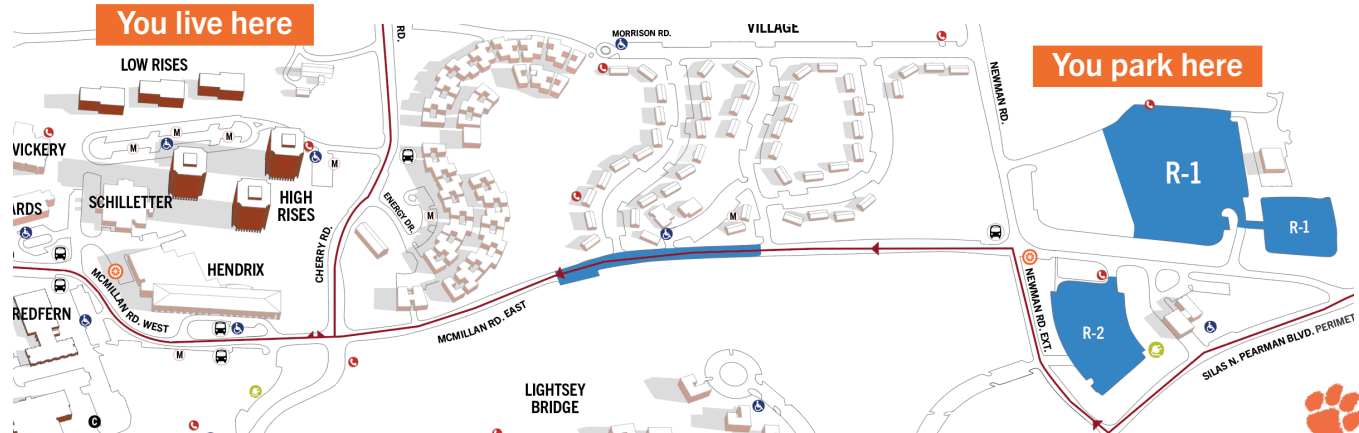 You live here
RD.
MORRISON RD.
VILLAGE
You park here
LOW RISES
NEWMAN RD.
M
M
M
VICKERY
R-1
HIGH
RISES
SCHILLETTER
ARDS
ENERGY DR.
M
M
R-1
CHERRY RD.
HENDRIX
MCMILLAN RD. WEST
REDFERN
MCMILLAN RD. EAST
NEWMAN RD. EXT.
R-2
SILAS N. PEARMAN BLVD. PERIMET
M
LIGHTSEY
BRIDGE
C